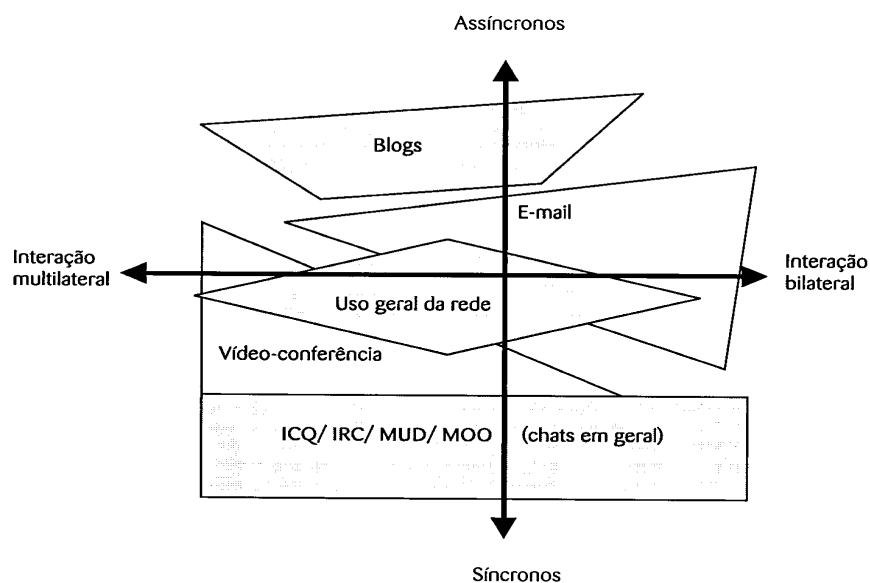 Assíncronos
Blogs
E-mail
Interação
multilateral
Interação
bilateral
Uso geral da rede
Vídeo-conferência
ICQ/ IRC/ MUD/ MOO (chats em geral)
Síncronos